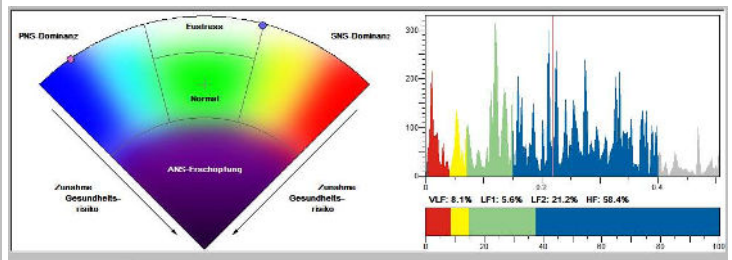 Eustress
PNS-Dominanz
SNS-Dominanz
Normal
ANS-Erschöpfung
Zunahme
Gesundheits-
risiko
Zunahme
Gesundheits-
risiko
300
200
100
0
0.2
0.4
VLF: 8.1% LF1: 5.6% LF2: 21.2% HF: 58.4%
0
20
40
60
80
100